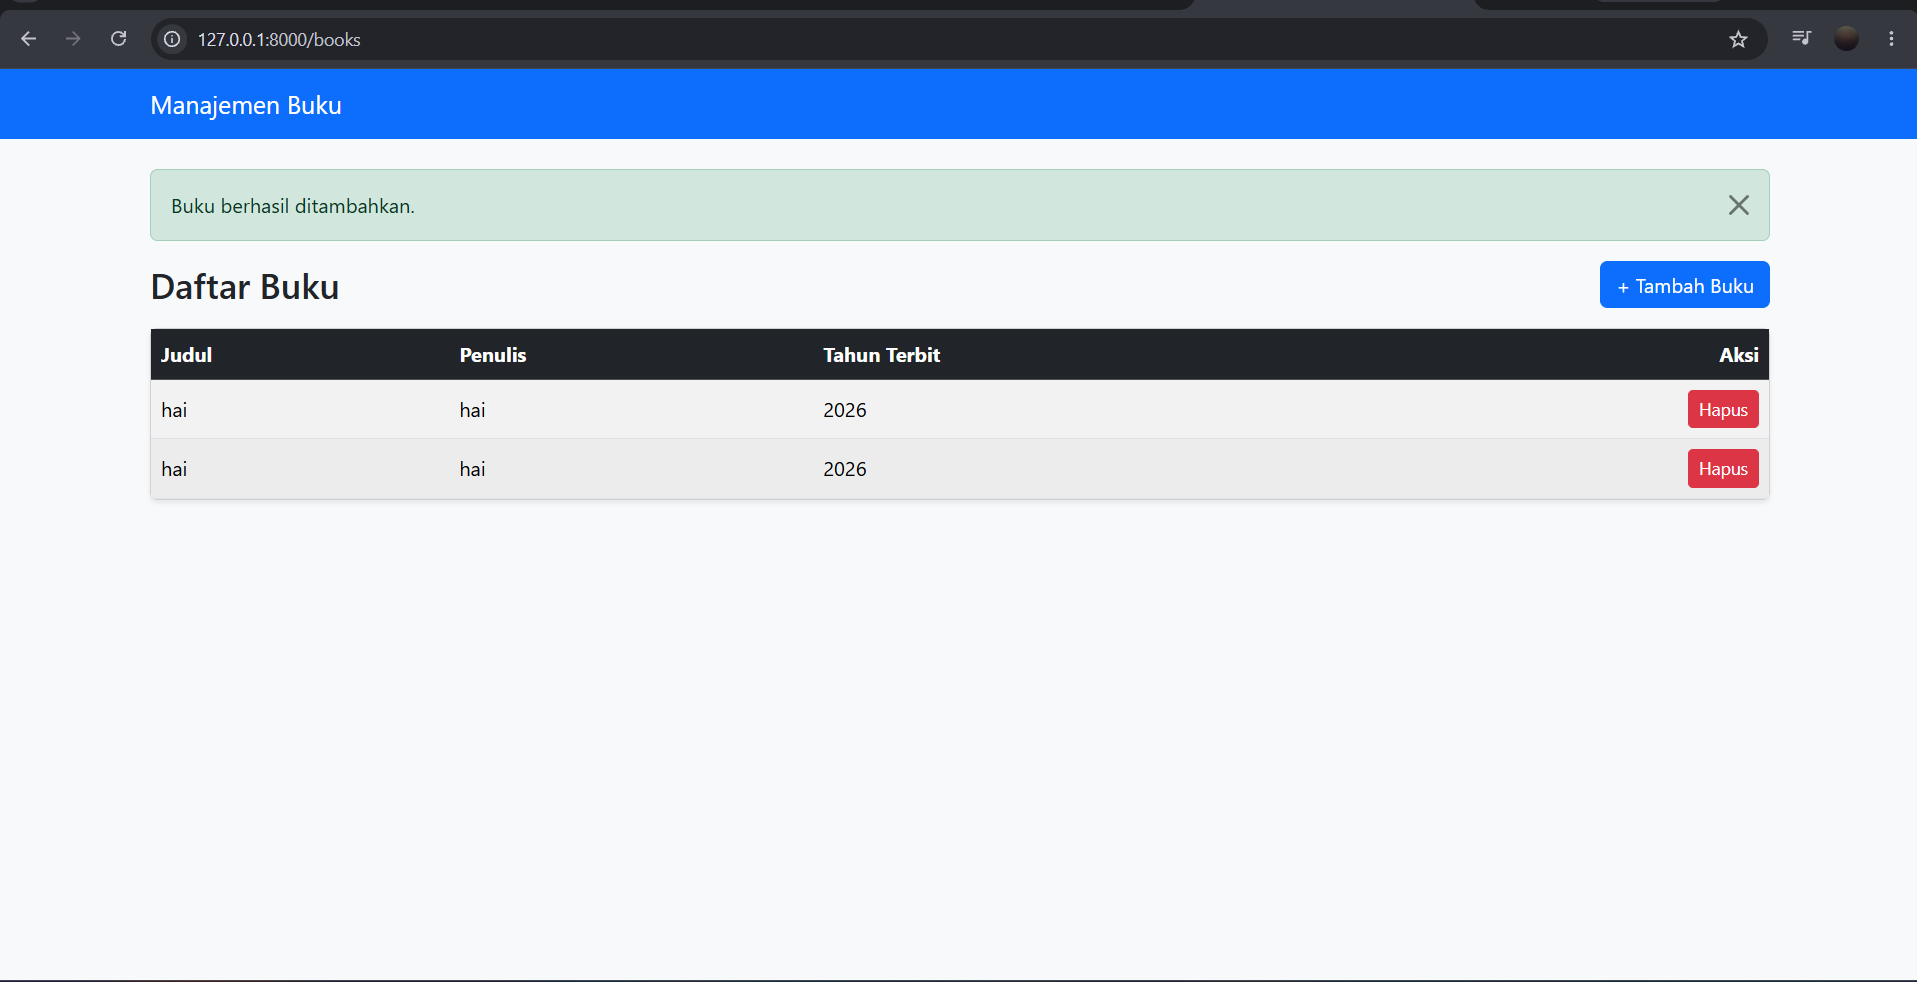 127.0.0.1:8000/books
Manajemen Buku
Buku berhasil ditambahkan.
Daftar Buku
+ Tambah Buku
Judul Penulis Tahun Terbit Aksi
hai hai 2026 Hapus
hai hai 2026 Hapus